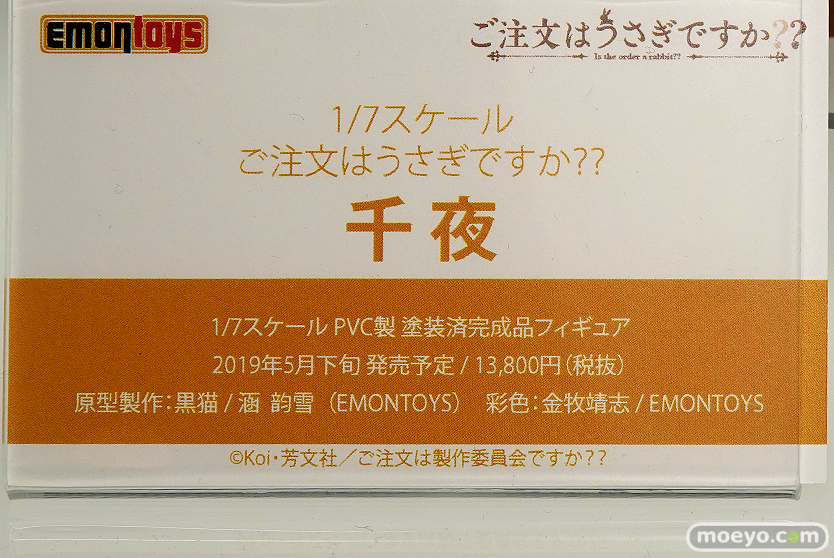 EMONTOYS
ご注文はうさぎですか??
Is the order a rabbit??
1/7スケール
ご注文はうさぎですか??
千夜
1/7スケール PVC製 塗装済完成品フィギュア
2019年5月下旬 発売予定 / 13,800円（税抜）
原型製作：黒猫 / 涵 韵雪（EMONTOYS） 彩色：金牧靖志 / EMONTOYS
©Koi・芳文社／ご注文は製作委員会ですか？？
moeyo.com